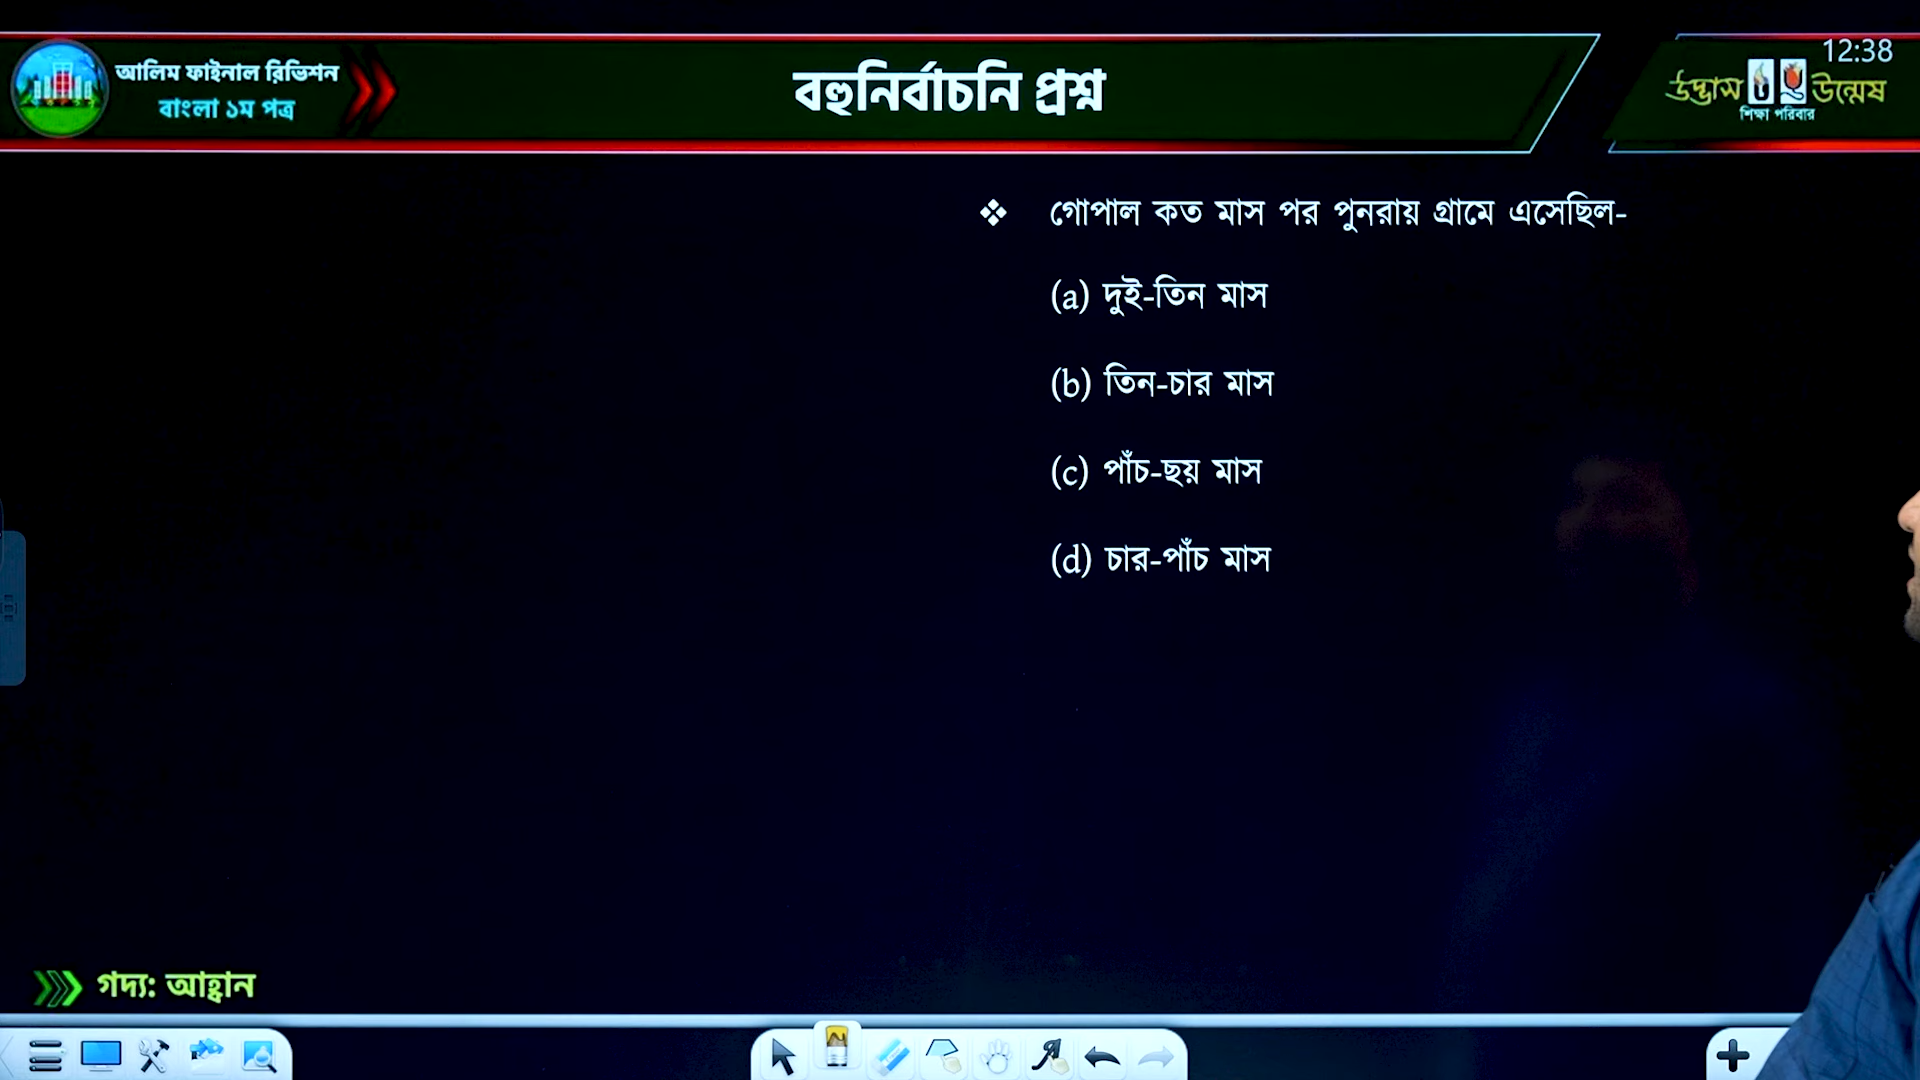 আলিম ফাইনাল রিভিশন
বাংলা ১ম পত্র
বহুনির্বাচনি প্রশ্ন
12:38
উদ্ভাস উন্মেষ
শিক্ষা পরিবার
❖ গোপাল কত মাস পর পুনরায় গ্রামে এসেছিল-
(a) দুই-তিন মাস
(b) তিন-চার মাস
(c) পাঁচ-ছয় মাস
(d) চার-পাঁচ মাস
গদ্য: আহ্বান